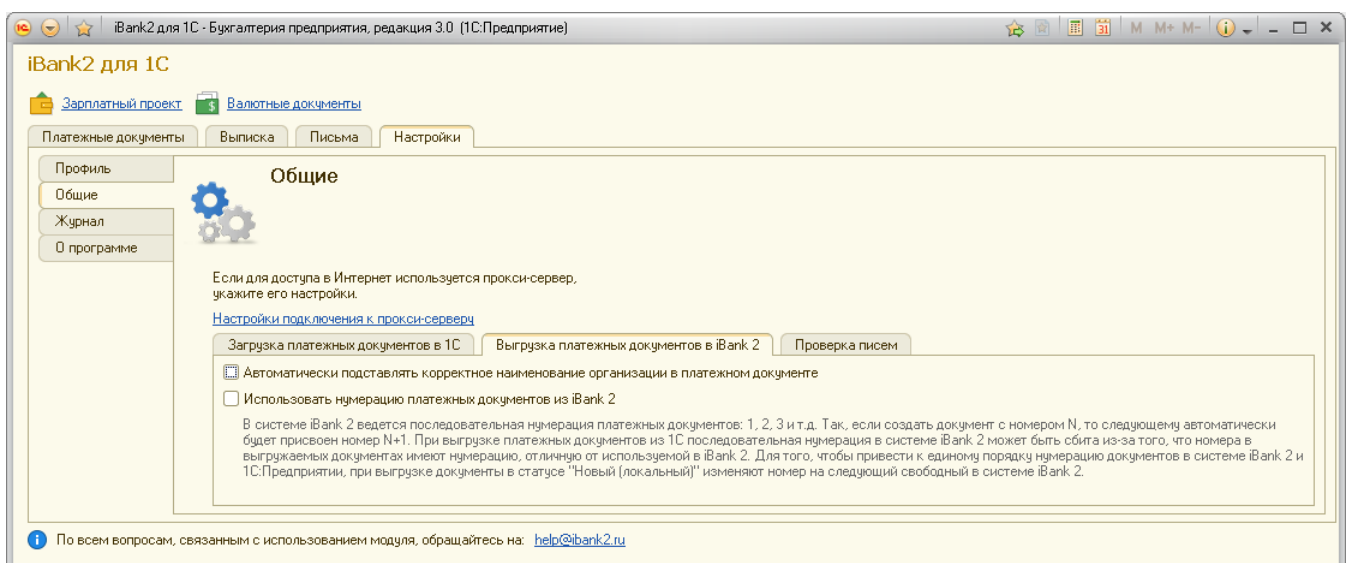 iBank2 для 1С - Бухгалтерия предприятия, редакция 3.0 (1С:Предприятие)
31 M M+ M-
iBank2 для 1С
Зарплатный проект Валютные документы
Платежные документы Выписка Письма Настройки
Профиль
Общие
Журнал
О программе
Общие
Если для доступа в Интернет используется прокси-сервер,
укажите его настройки.
Настройки подключения к прокси-серверу
Загрузка платежных документов в 1С Выгрузка платежных документов в iBank 2 Проверка писем
Автоматически подставлять корректное наименование организации в платежном документе
Использовать нумерацию платежных документов из iBank 2
В системе iBank 2 ведется последовательная нумерация платежных документов: 1, 2, 3 и т.д. Так, если создать документ с номером N, то следующему автоматически
будет присвоен номер N+1. При выгрузке платежных документов из 1С последовательная нумерация в системе iBank 2 может быть сбита из-за того, что номера в
выгружаемых документах имеют нумерацию, отличную от используемой в iBank 2. Для того, чтобы привести к единому порядку нумерацию документов в системе iBank 2 и
1С:Предприятии, при выгрузке документы в статусе "Новый (локальный)" изменяют номер на следующий свободный в системе iBank 2.
По всем вопросам, связанным с использованием модуля, обращайтесь на: help@ibank2.ru